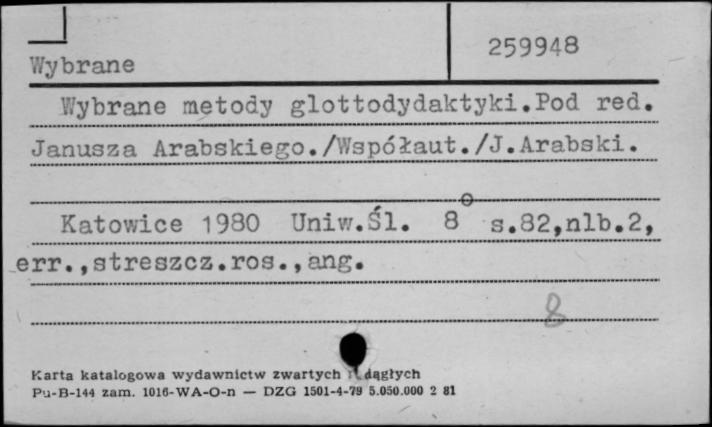 259948
Wybrane
Wybrane metody glottodydaktyki.Pod red.
Janusza Arabskiego./Współaut./J.Arabski.
Katowice 1980 Uniw.Śl. 8° s.82,nlb.2,
err.,streszcz.ros.,ang.
8
Karta katalogowa wydawnictw zwartych
Pu-B-144 zam. 1016-WA-O-n — DZG 1501-4-79 5.050.000 2 81